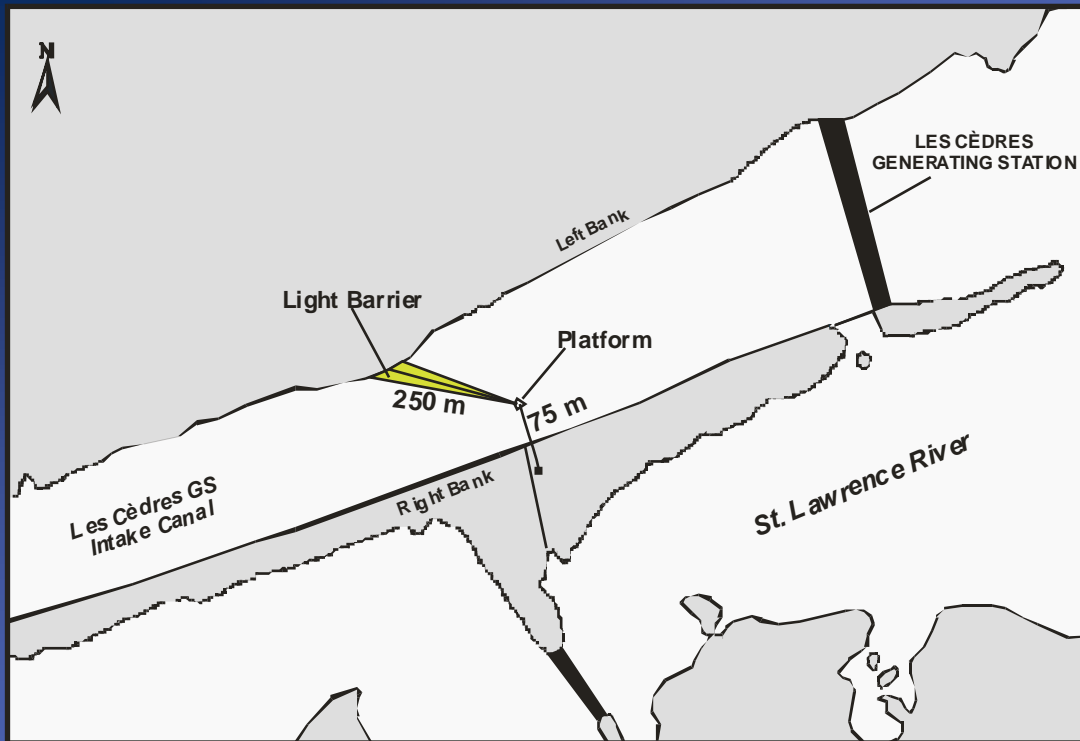 N
LES CÈDRES
GENERATING STATION
Left Bank
Light Barrier
Platform
250 m
75 m
Right Bank
Les Cèdres GS
Intake Canal
St. Lawrence River